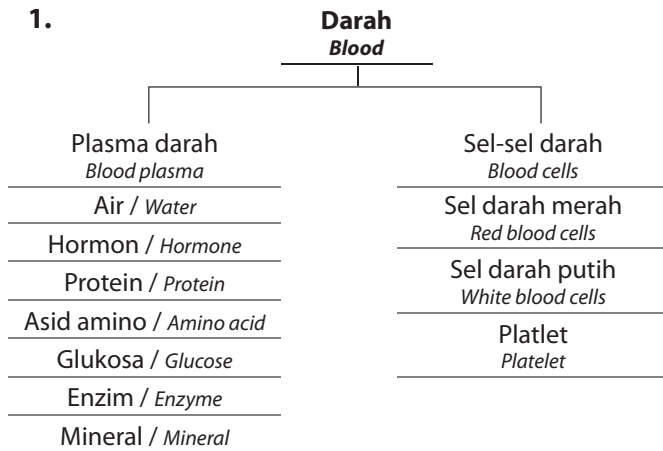 1.
Darah
Blood
Plasma darah
Blood plasma
Air / Water
Hormon / Hormone
Protein / Protein
Asid amino / Amino acid
Glukosa / Glucose
Enzim / Enzyme
Mineral / Mineral
Sel-sel darah
Blood cells
Sel darah merah
Red blood cells
Sel darah putih
White blood cells
Platlet
Platelet